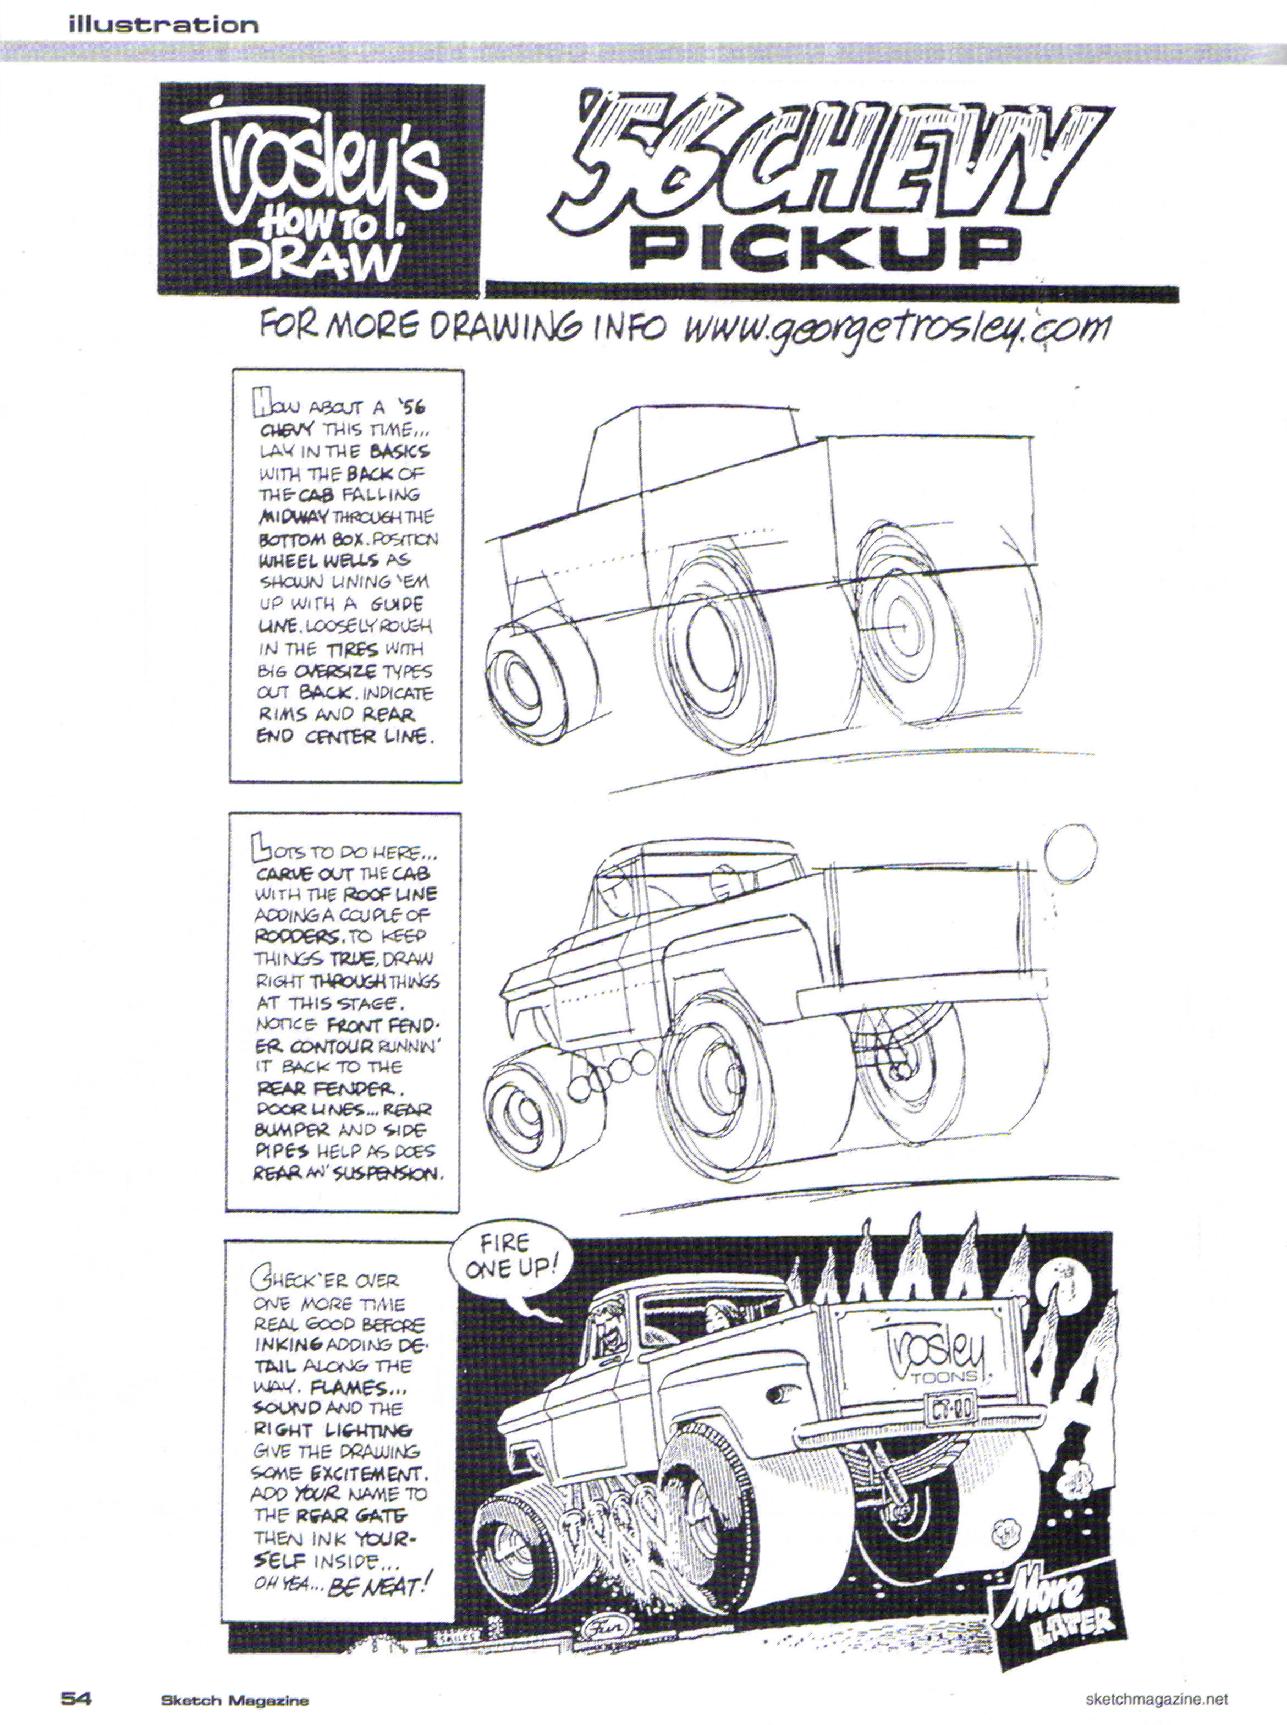 illustration
Trosley's
HOW TO
DRAW
'56 CHEVY
PICKUP
FOR MORE DRAWING INFO www.georgetrosley.com
HOW ABOUT A '56
CHEVY THIS TIME...
LAY IN THE BASICS
WITH THE BACK OF
THE CAB FALLING
MIDWAY THROUGH THE
BOTTOM BOX. POSITION
WHEEL WELLS AS
SHOWN LINING 'EM
UP WITH A GUIDE
LINE. LOOSELY ROUGH
IN THE TIRES WITH
BIG OVERSIZE TYPES
OUT BACK. INDICATE
RIMS AND REAR
END CENTER LINE.
LOTS TO DO HERE...
CARVE OUT THE CAB
WITH THE ROOF LINE
ADDING A COUPLE OF
RODDERS. TO KEEP
THINGS TRUE, DRAW
RIGHT THROUGH THINGS
AT THIS STAGE.
NOTICE FRONT FEND-
ER CONTOUR RUNNIN'
IT BACK TO THE
REAR FENDER.
DOOR LINES... REAR
BUMPER AND SIDE
PIPES HELP AS DOES
REAR AN' SUSPENSION.
FIRE
ONE UP!
CHECK 'ER OVER
ONE MORE TIME
REAL GOOD BEFORE
INKING ADDING DE-
TAIL ALONG THE
WAY. FLAMES...
SOUND AND THE
RIGHT LIGHTING
GIVE THE DRAWING
SOME EXCITEMENT.
ADD YOUR NAME TO
THE REAR GATE
THEN INK YOUR-
SELF INSIDE...
OH YEA... BE NEAT!
Trosley
TOONS
Fun
More
LATER
54 Sketch Magazine
sketchmagazine.net